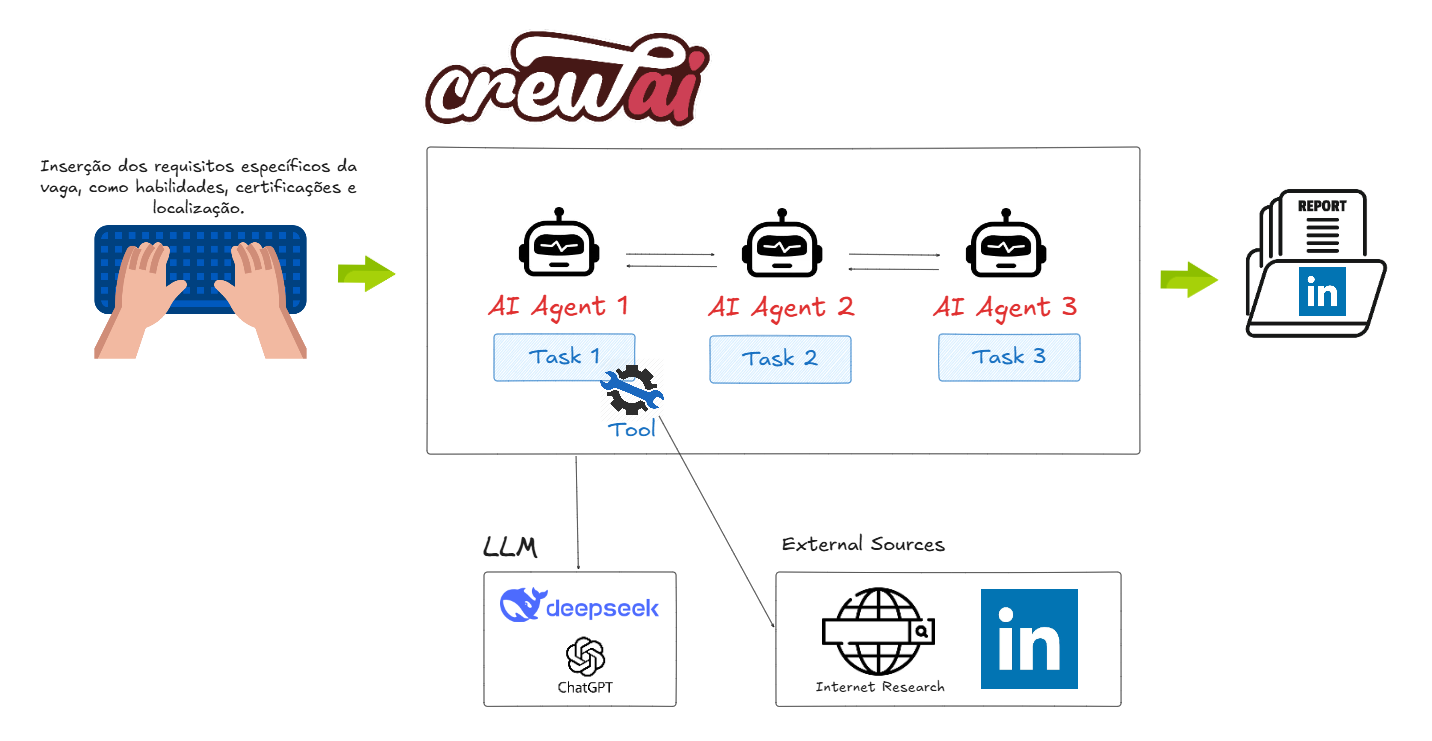 crewai
Inserção dos requisitos específicos da
vaga, como habilidades, certificações e
localização.
REPORT
in
AI Agent 1
AI Agent 2
AI Agent 3
Task 1
Task 2
Task 3
Tool
LLM
External Sources
deepseek
ChatGPT
Internet Research
in